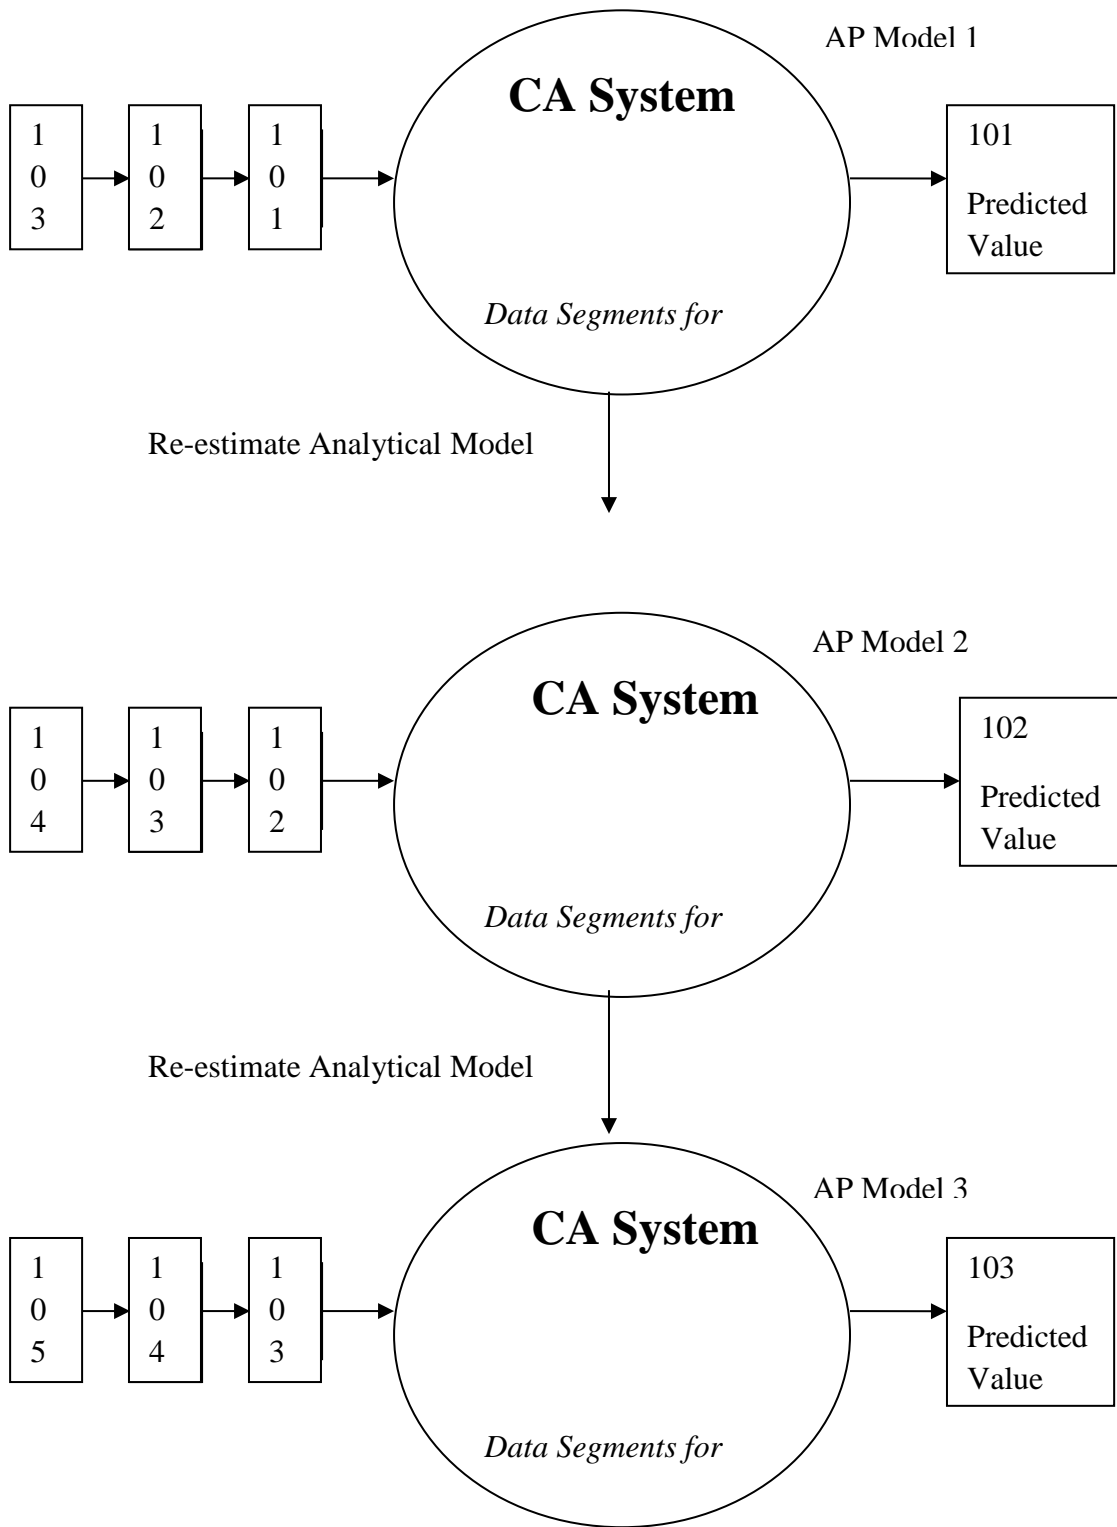 AP Model 1
CA System
1
0
3
1
0
2
1
0
1
101
Predicted
Value
Data Segments for
Re-estimate Analytical Model
AP Model 2
CA System
1
0
4
1
0
3
1
0
2
102
Predicted
Value
Data Segments for
Re-estimate Analytical Model
AP Model 3
CA System
1
0
5
1
0
4
1
0
3
103
Predicted
Value
Data Segments for